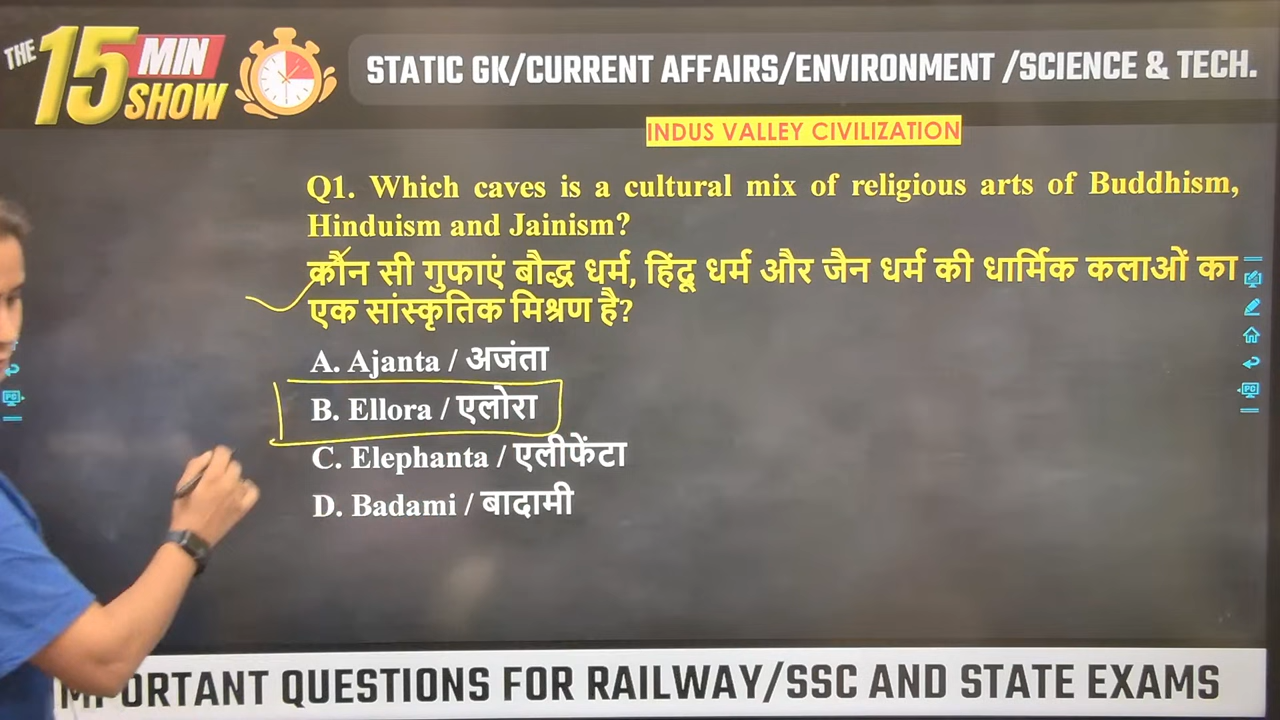 THE 15 MIN SHOW
STATIC GK/CURRENT AFFAIRS/ENVIRONMENT /SCIENCE & TECH.
INDUS VALLEY CIVILIZATION
Q1. Which caves is a cultural mix of religious arts of Buddhism,
Hinduism and Jainism?
कौन सी गुफाएं बौद्ध धर्म, हिंदू धर्म और जैन धर्म की धार्मिक कलाओं का
एक सांस्कृतिक मिश्रण है?
A. Ajanta / अजंता
B. Ellora / एलोरा
C. Elephanta / एलीफेंटा
D. Badami / बादामी
IMPORTANT QUESTIONS FOR RAILWAY/SSC AND STATE EXAMS